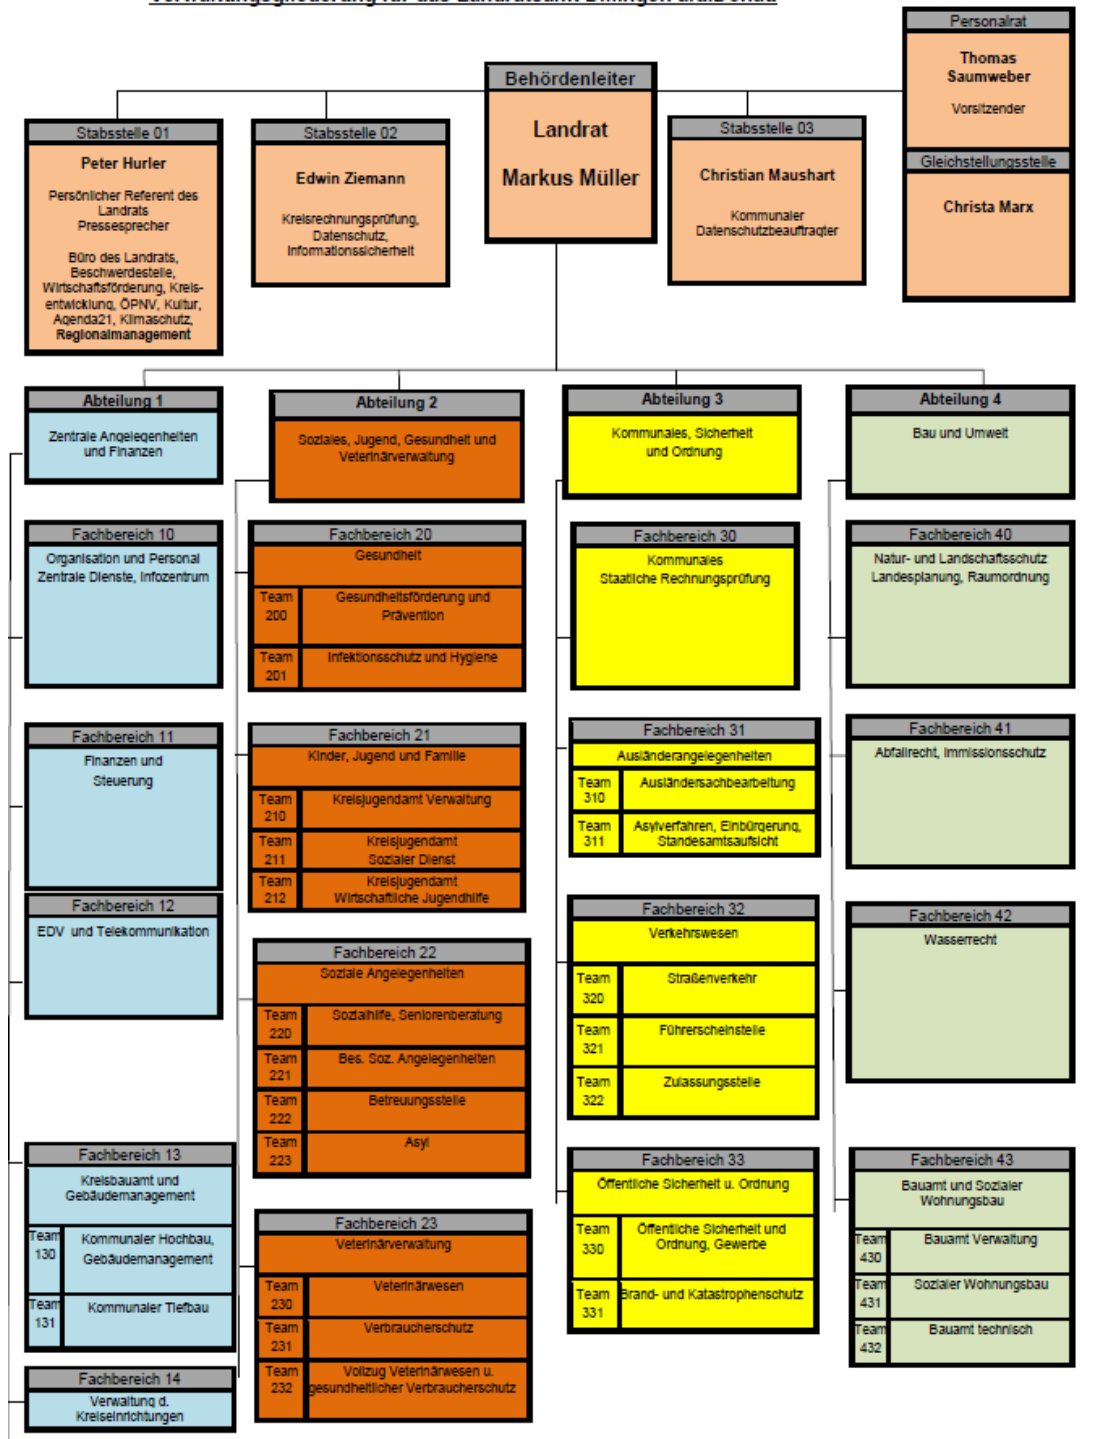 Verwaltungsgliederung für das Landratsamt Dillingen a.d.Donau
Personalrat
Thomas
Saumweber
Vorsitzender
Gleichstellungsstelle
Christa Marx
Behördenleiter
Landrat
Markus Müller
Stabsstelle 01
Peter Hurler
Persönlicher Referent des
Landrats
Pressesprecher
Büro des Landrats,
Beschwerdestelle,
Wirtschaftsförderung, Kreis-
entwicklung, ÖPNV, Kultur,
Agenda21, Klimaschutz,
Regionalmanagement
Stabsstelle 02
Edwin Ziemann
Kreisrechnungsprüfung,
Datenschutz,
Informationssicherheit
Stabsstelle 03
Christian Maushart
Kommunaler
Datenschutzbeauftragter
Abteilung 1
Zentrale Angelegenheiten
und Finanzen
Fachbereich 10
Organisation und Personal
Zentrale Dienste, Infozentrum
Fachbereich 11
Finanzen und
Steuerung
Fachbereich 12
EDV und Telekommunikation
Fachbereich 13
Kreisbauamt und
Gebäudemanagement
Team
130
Kommunaler Hochbau,
Gebäudemanagement
Team
131
Kommunaler Tiefbau
Fachbereich 14
Verwaltung d.
Kreiseinrichtungen
Abteilung 2
Soziales, Jugend, Gesundheit und
Veterinärverwaltung
Fachbereich 20
Gesundheit
Team
200
Gesundheitsförderung und
Prävention
Team
201
Infektionsschutz und Hygiene
Fachbereich 21
Kinder, Jugend und Familie
Team
210
Kreisjugendamt Verwaltung
Team
211
Kreisjugendamt
Sozialer Dienst
Team
212
Kreisjugendamt
Wirtschaftliche Jugendhilfe
Fachbereich 22
Soziale Angelegenheiten
Team
220
Sozialhilfe, Seniorenberatung
Team
221
Bes. Soz. Angelegenheiten
Team
222
Betreuungsstelle
Team
223
Asyl
Fachbereich 23
Veterinärverwaltung
Team
230
Veterinärwesen
Team
231
Verbraucherschutz
Team
232
Vollzug Veterinärwesen u.
gesundheitlicher Verbraucherschutz
Abteilung 3
Kommunales, Sicherheit
und Ordnung
Fachbereich 30
Kommunales
Staatliche Rechnungsprüfung
Fachbereich 31
Ausländerangelegenheiten
Team
310
Ausländersachbearbeitung
Team
311
Asylverfahren, Einbürgerung,
Standesamtsaufsicht
Fachbereich 32
Verkehrswesen
Team
320
Straßenverkehr
Team
321
Führerscheinstelle
Team
322
Zulassungsstelle
Fachbereich 33
Öffentliche Sicherheit u. Ordnung
Team
330
Öffentliche Sicherheit und
Ordnung, Gewerbe
Team
331
Brand- und Katastrophenschutz
Abteilung 4
Bau und Umwelt
Fachbereich 40
Natur- und Landschaftsschutz
Landesplanung, Raumordnung
Fachbereich 41
Abfallrecht, Immissionsschutz
Fachbereich 42
Wasserrecht
Fachbereich 43
Bauamt und Sozialer
Wohnungsbau
Team
430
Bauamt Verwaltung
Team
431
Sozialer Wohnungsbau
Team
432
Bauamt technisch